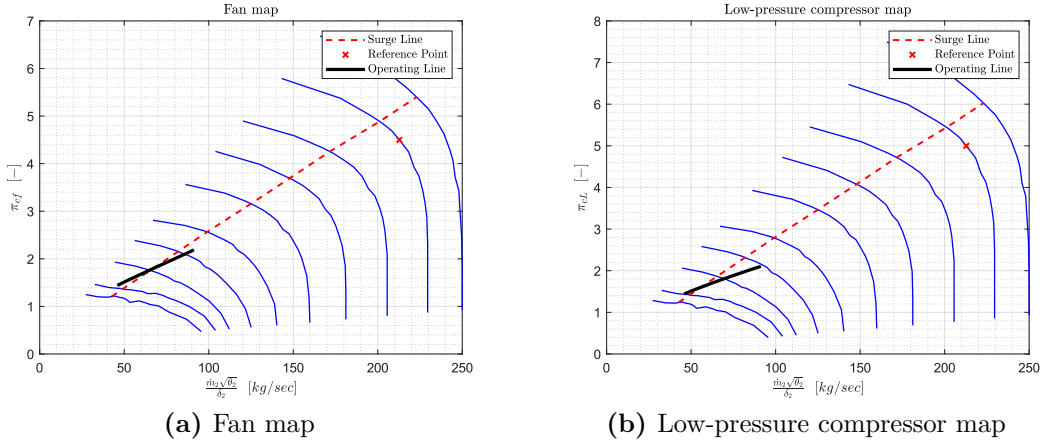 Fan map
7
6
5
4
3
2
1
0
π_cf [−]
Surge Line
Reference Point
Operating Line
0 50 100 150 200 250
ṁ₂√θ₂/δ₂ [kg/sec]
(a) Fan map
Low-pressure compressor map
8
7
6
5
4
3
2
1
0
π_cL [−]
Surge Line
Reference Point
Operating Line
0 50 100 150 200 250
ṁ₂√θ₂/δ₂ [kg/sec]
(b) Low-pressure compressor map